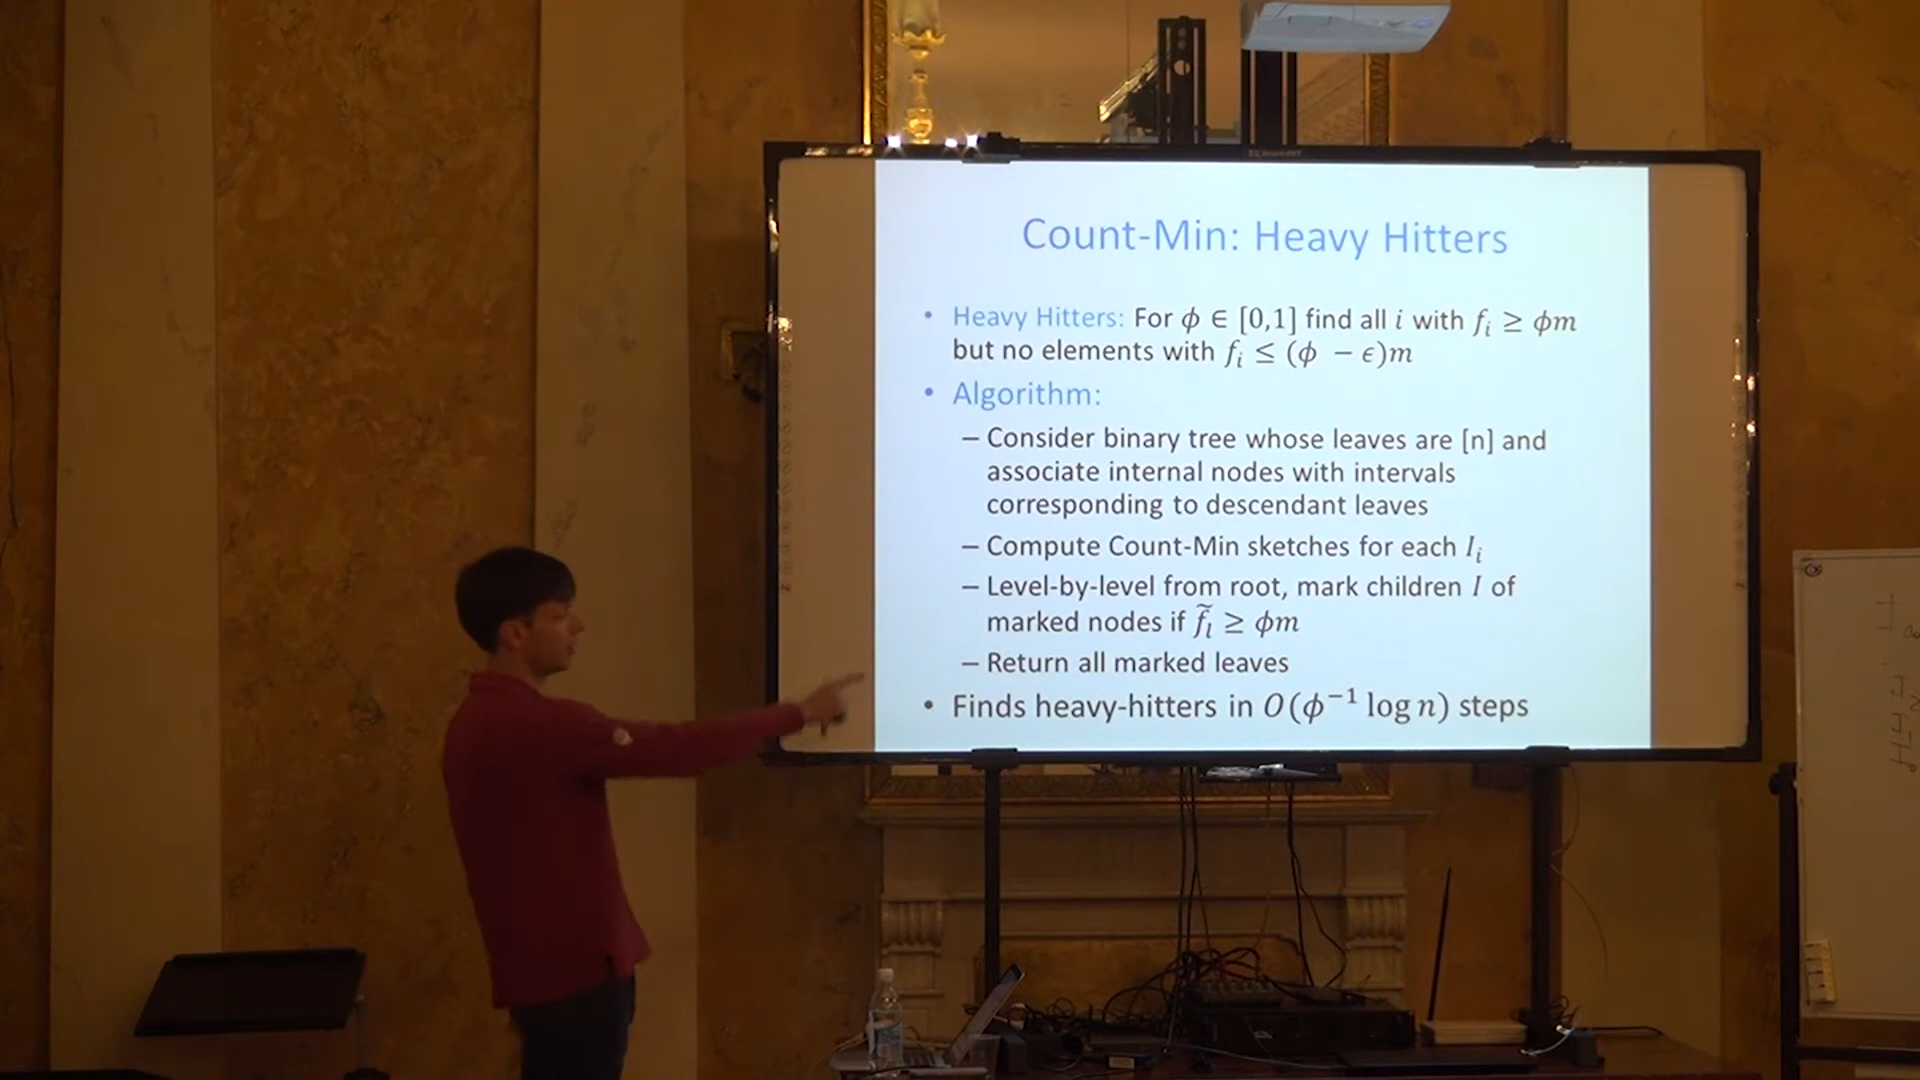 Count-Min: Heavy Hitters
• Heavy Hitters: For ϕ ∈ [0,1] find all i with fᵢ ≥ ϕm
but no elements with fᵢ ≤ (ϕ − ϵ)m
• Algorithm:
– Consider binary tree whose leaves are [n] and
associate internal nodes with intervals
corresponding to descendant leaves
– Compute Count-Min sketches for each Iᵢ
– Level-by-level from root, mark children I of
marked nodes if f̃ₗ ≥ ϕm
– Return all marked leaves
• Finds heavy-hitters in O(ϕ⁻¹ log n) steps